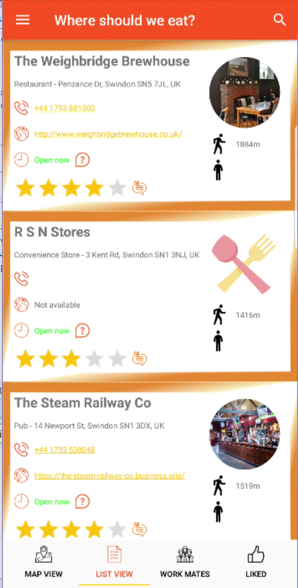 Where should we eat?
The Weighbridge Brewhouse
Restaurant - Penzance Dr, Swindon SN5 7JL, UK
+44 1793 881500
http://www.weighbridgebrewhouse.co.uk/
Open now
?
1884m
R S N Stores
Convenience Store - 3 Kent Rd, Swindon SN1 3NJ, UK
Not available
Open now
?
1416m
The Steam Railway Co
Pub - 14 Newport St, Swindon SN1 3DX, UK
+44 1793 538048
https://the-steam-railway-co.business.site/
Open now
?
1519m
MAP VIEW
LIST VIEW
WORK MATES
LIKED